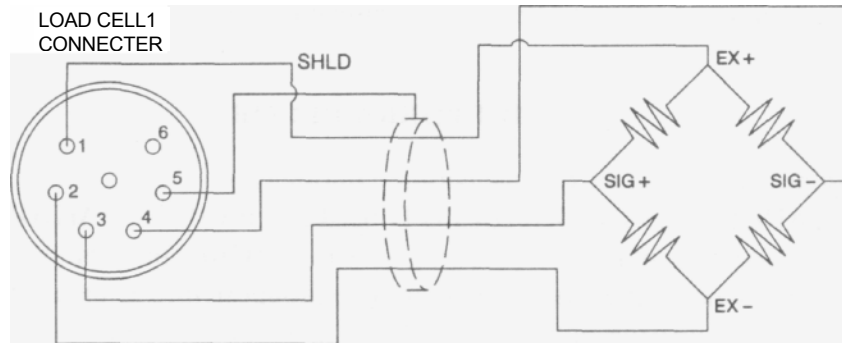 LOAD CELL1
CONNECTER
SHLD
EX+
1
6
2
5
SIG+
SIG−
3
4
EX−